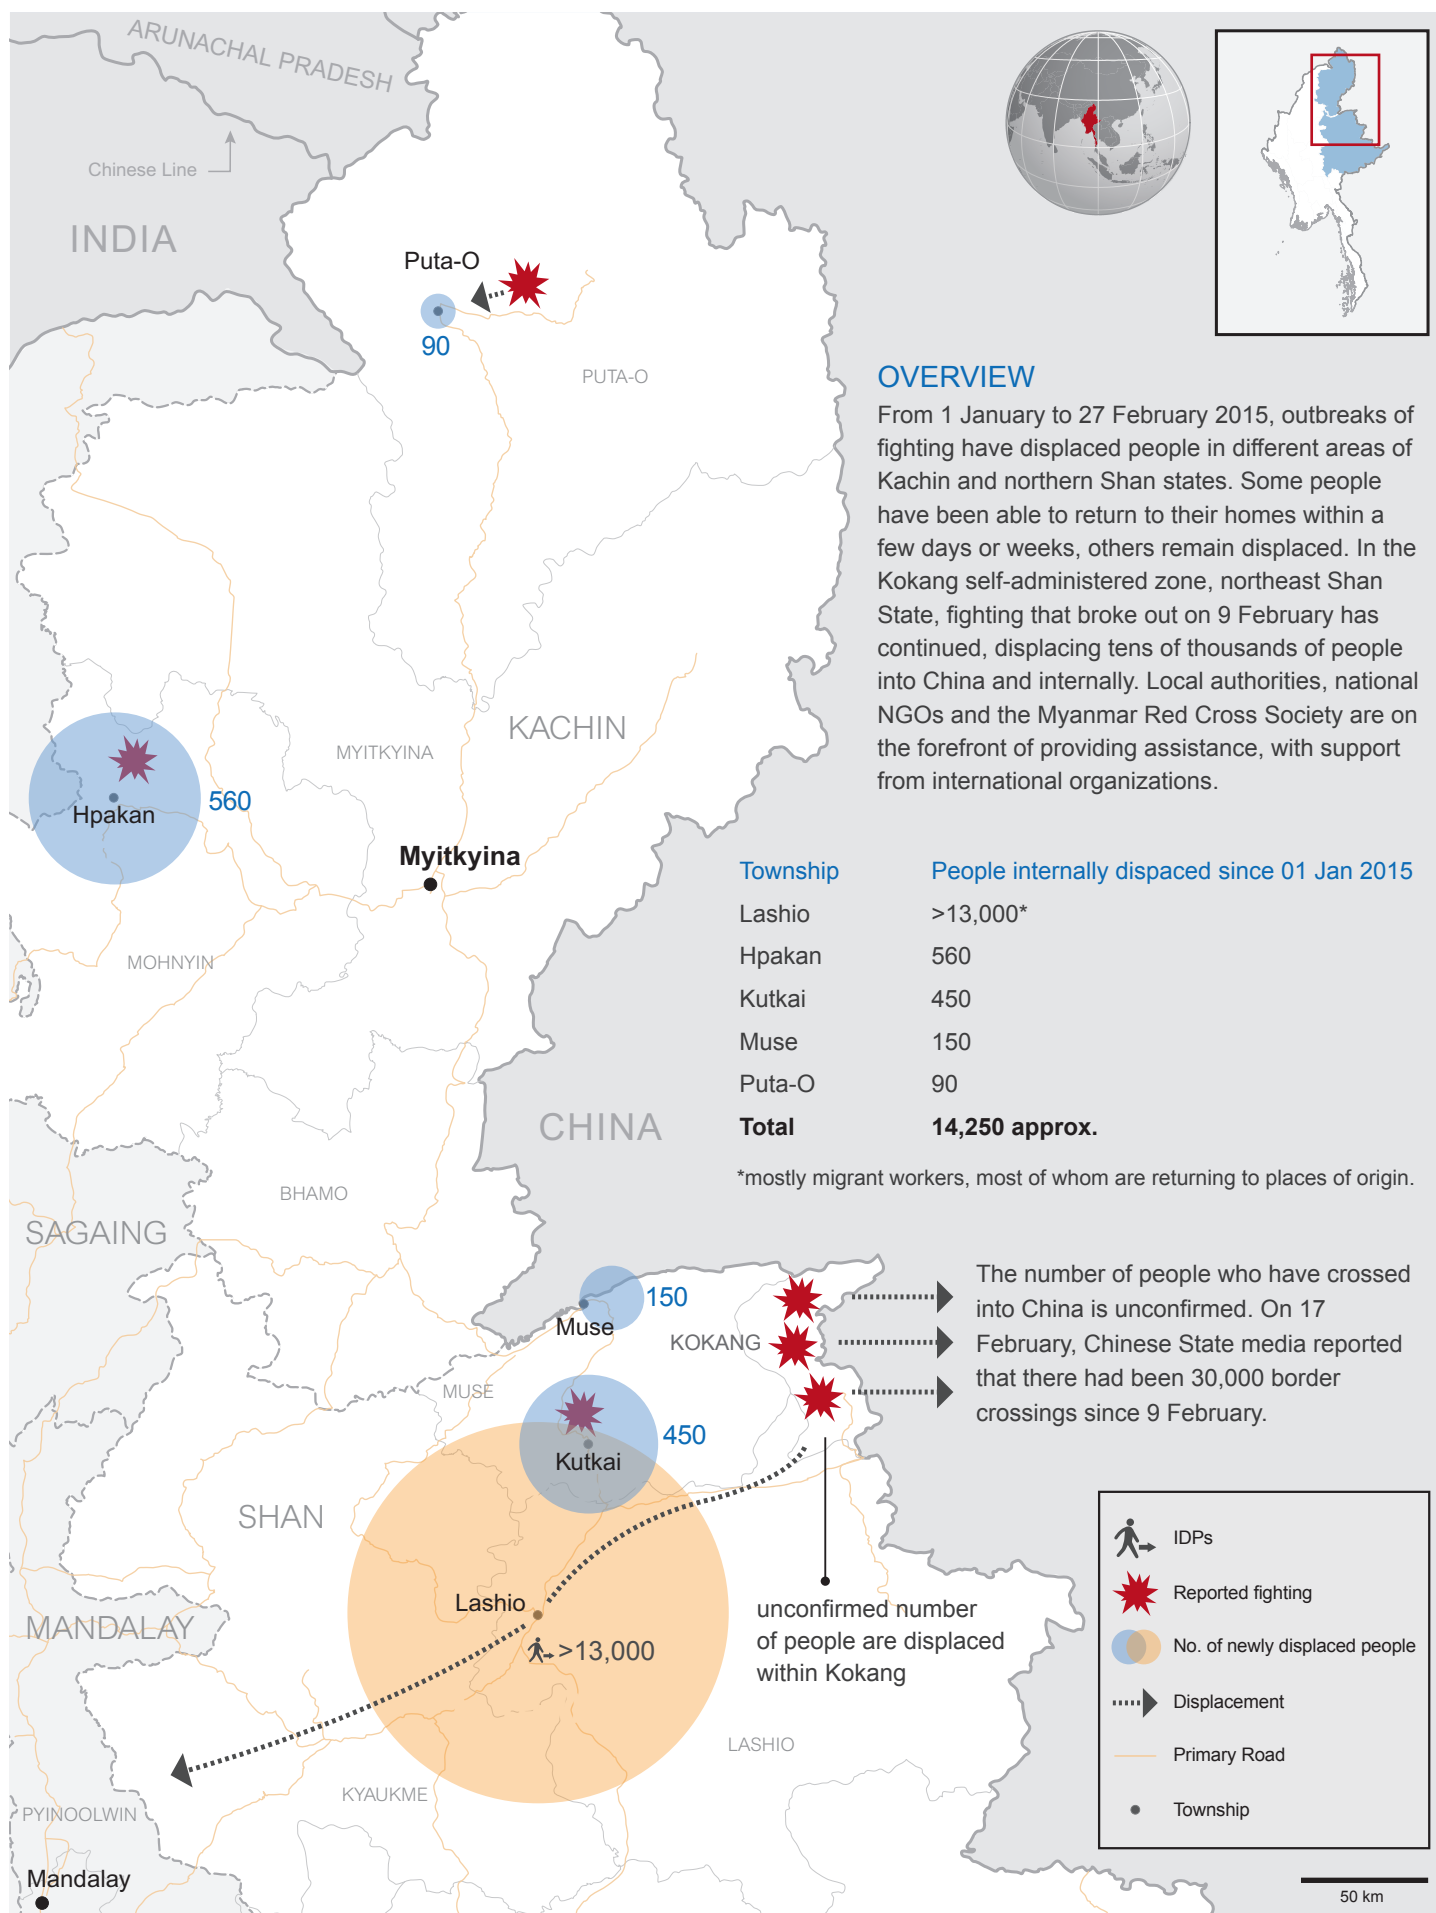 ARUNACHAL PRADESH
Chinese Line
INDIA
Puta-O
90
PUTA-O
OVERVIEW
From 1 January to 27 February 2015, outbreaks of
fighting have displaced people in different areas of
Kachin and northern Shan states. Some people
have been able to return to their homes within a
few days or weeks, others remain displaced. In the
Kokang self-administered zone, northeast Shan
State, fighting that broke out on 9 February has
continued, displacing tens of thousands of people
into China and internally. Local authorities, national
NGOs and the Myanmar Red Cross Society are on
the forefront of providing assistance, with support
from international organizations.
KACHIN
MYITKYINA
560
Hpakan
Myitkyina
MOHNYIN
Township People internally dispaced since 01 Jan 2015
Lashio >13,000*
Hpakan 560
Kutkai 450
Muse 150
Puta-O 90
Total 14,250 approx.
*mostly migrant workers, most of whom are returning to places of origin.
CHINA
BHAMO
SAGAING
150
Muse
KOKANG
The number of people who have crossed
into China is unconfirmed. On 17
February, Chinese State media reported
that there had been 30,000 border
crossings since 9 February.
MUSE
450
Kutkai
SHAN
Lashio
>13,000
MANDALAY
unconfirmed number
of people are displaced
within Kokang
LASHIO
KYAUKME
PYINOOLWIN
Mandalay
IDPs
Reported fighting
No. of newly displaced people
Displacement
Primary Road
Township
50 km